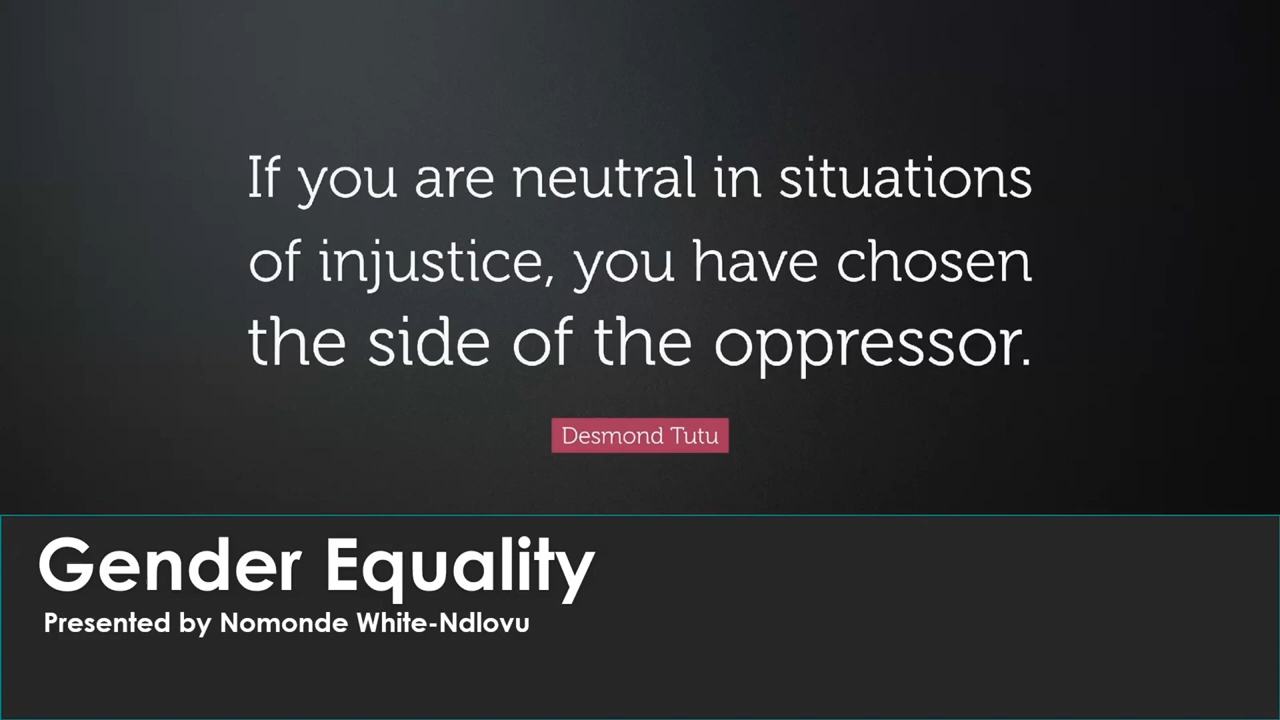 If you are neutral in situations
of injustice, you have chosen
the side of the oppressor.
Desmond Tutu
Gender Equality
Presented by Nomonde White-Ndlovu